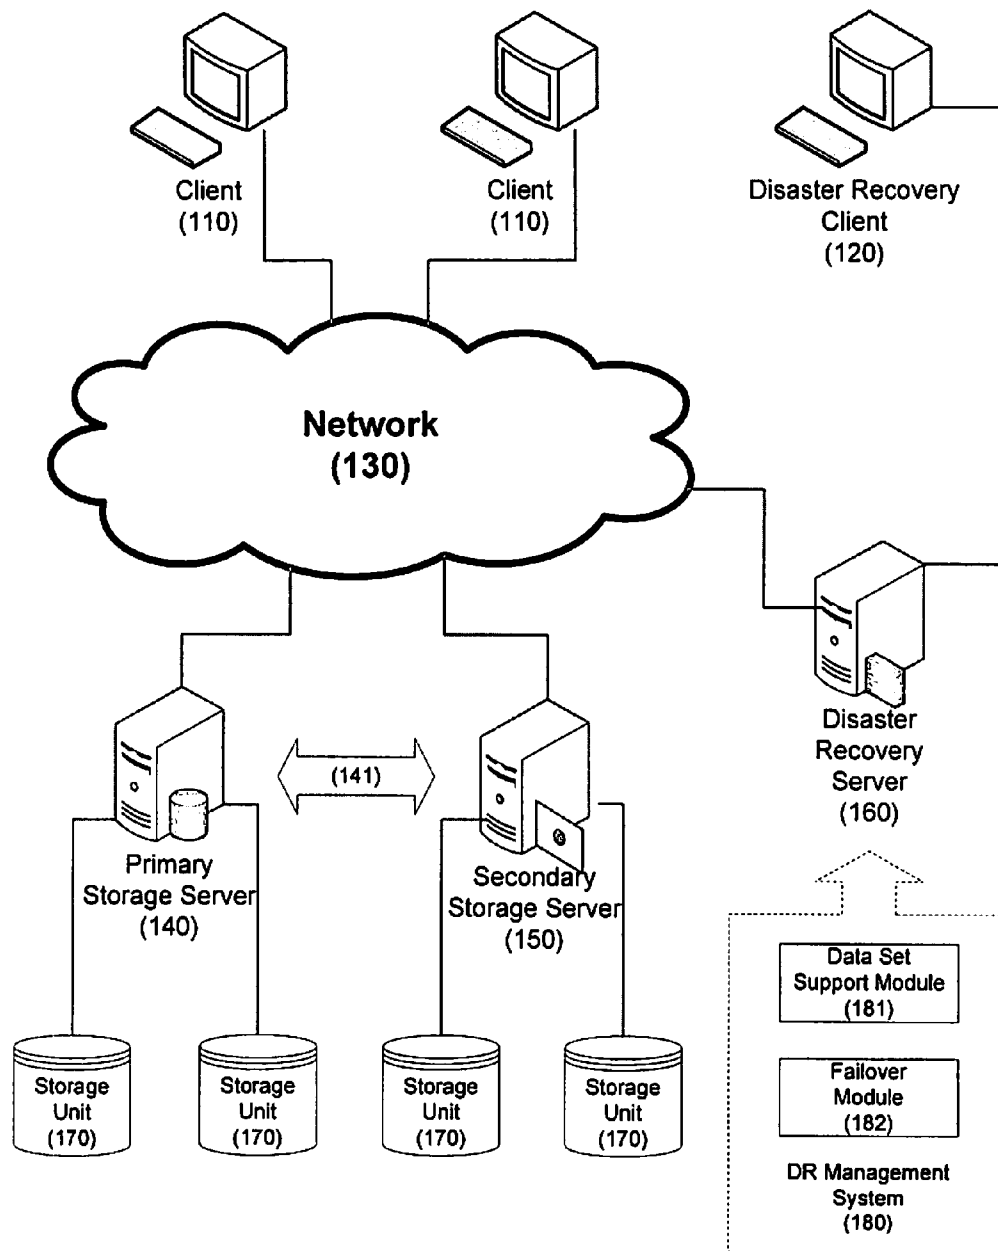 Client
(110)
Client
(110)
Disaster Recovery
Client
(120)
Network
(130)
Disaster
Recovery
Server
(160)
(141)
Primary
Storage Server
(140)
Secondary
Storage Server
(150)
Data Set
Support Module
(181)
Failover
Module
(182)
DR Management
System
(180)
Storage
Unit
(170)
Storage
Unit
(170)
Storage
Unit
(170)
Storage
Unit
(170)